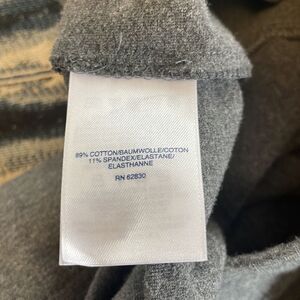 89% COTTON/BAUMWOLLE/COTON
11% SPANDEX/ELASTANE/
ELASTHANNE
RN 62830